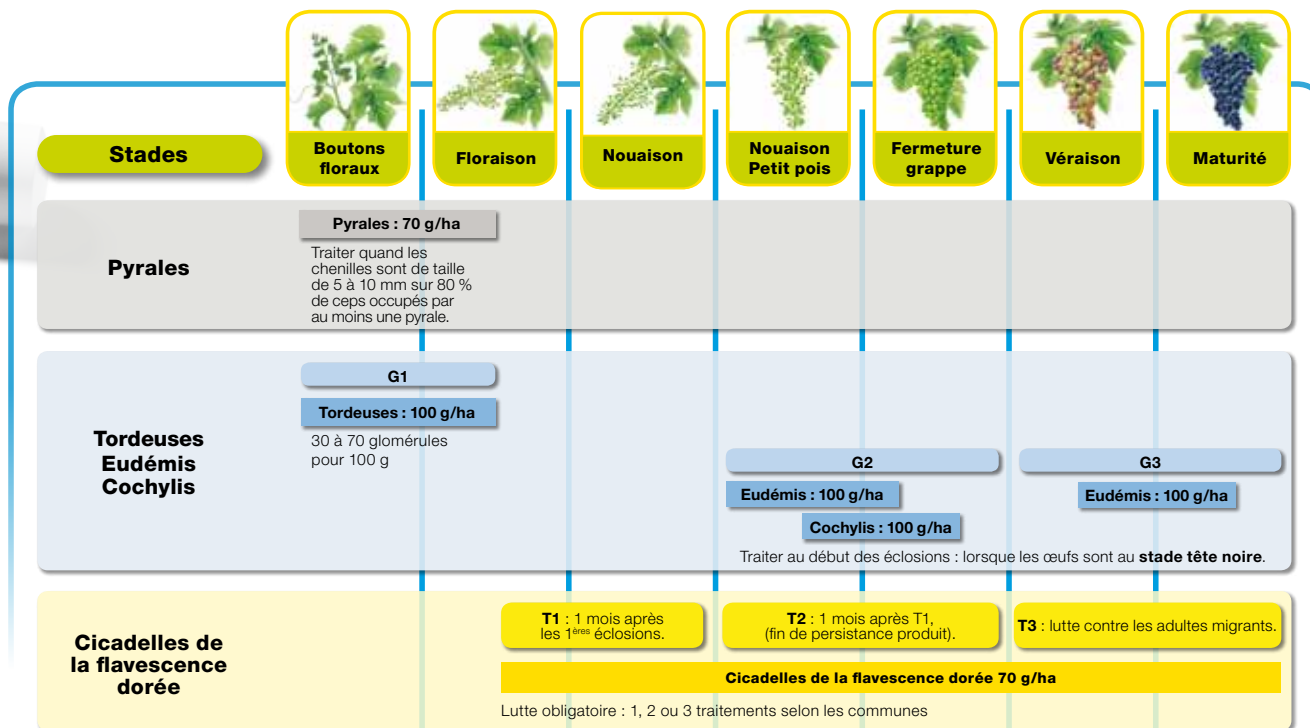 Stades
Boutons
floraux
Floraison
Nouaison
Nouaison
Petit pois
Fermeture
grappe
Véraison
Maturité
Pyrales
Pyrales : 70 g/ha
Traiter quand les
chenilles sont de taille
de 5 à 10 mm sur 80 %
de ceps occupés par
au moins une pyrale.
Tordeuses
Eudémis
Cochylis
G1
Tordeuses : 100 g/ha
30 à 70 glomérules
pour 100 g
G2
Eudémis : 100 g/ha
Cochylis : 100 g/ha
G3
Eudémis : 100 g/ha
Traiter au début des éclosions : lorsque les œufs sont au stade tête noire.
Cicadelles de
la flavescence
dorée
T1 : 1 mois après
les 1ères éclosions.
T2 : 1 mois après T1,
(fin de persistance produit).
T3 : lutte contre les adultes migrants.
Cicadelles de la flavescence dorée 70 g/ha
Lutte obligatoire : 1, 2 ou 3 traitements selon les communes